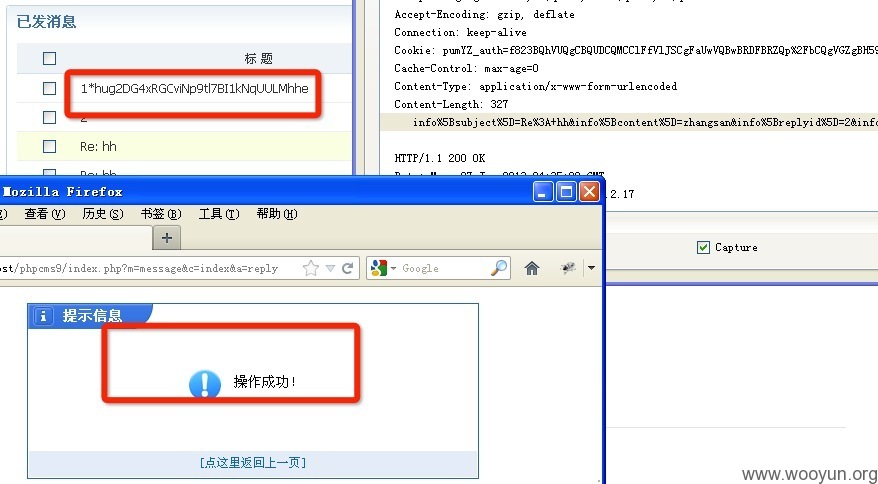 已发消息
标 题
1*hug2DG4xRGCviNp9tl7BI1kNqUULMhhe
2
Re: hh
Re: hh
Accept-Encoding: gzip, deflate
Connection: keep-alive
Cache-Control: max-age=0
Content-Type: application/x-www-form-urlencoded
Content-Length: 327
info%5Bsubject%5D=Re%3A+hh&info%5Bcontent%5D=zhangsan&info%5Breplyid%5D=2&info
HTTP/1.1 200 OK
2.17
Capture
Mozilla Firefox
查看(V) 历史(S) 书签(B) 工具(T) 帮助(H)
+
ost/phpcms9/index.php?m=message&c=index&a=reply
Google
提示信息
操作成功!
[点这里返回上一页]
www.wooyun.org